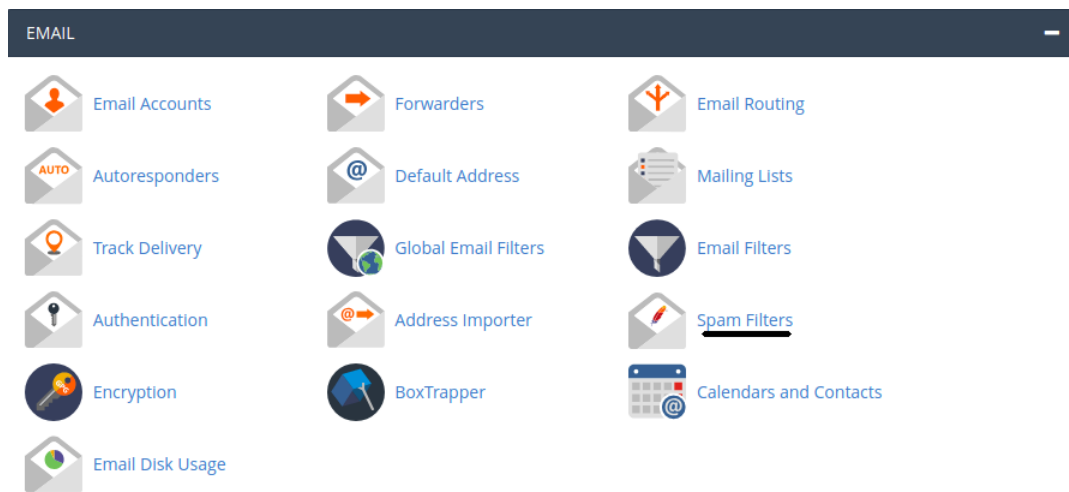 EMAIL
Email Accounts
Forwarders
Email Routing
AUTO
Autoresponders
@
Default Address
Mailing Lists
Track Delivery
Global Email Filters
Email Filters
Authentication
@
Address Importer
Spam Filters
GPG
Encryption
BoxTrapper
@
Calendars and Contacts
Email Disk Usage